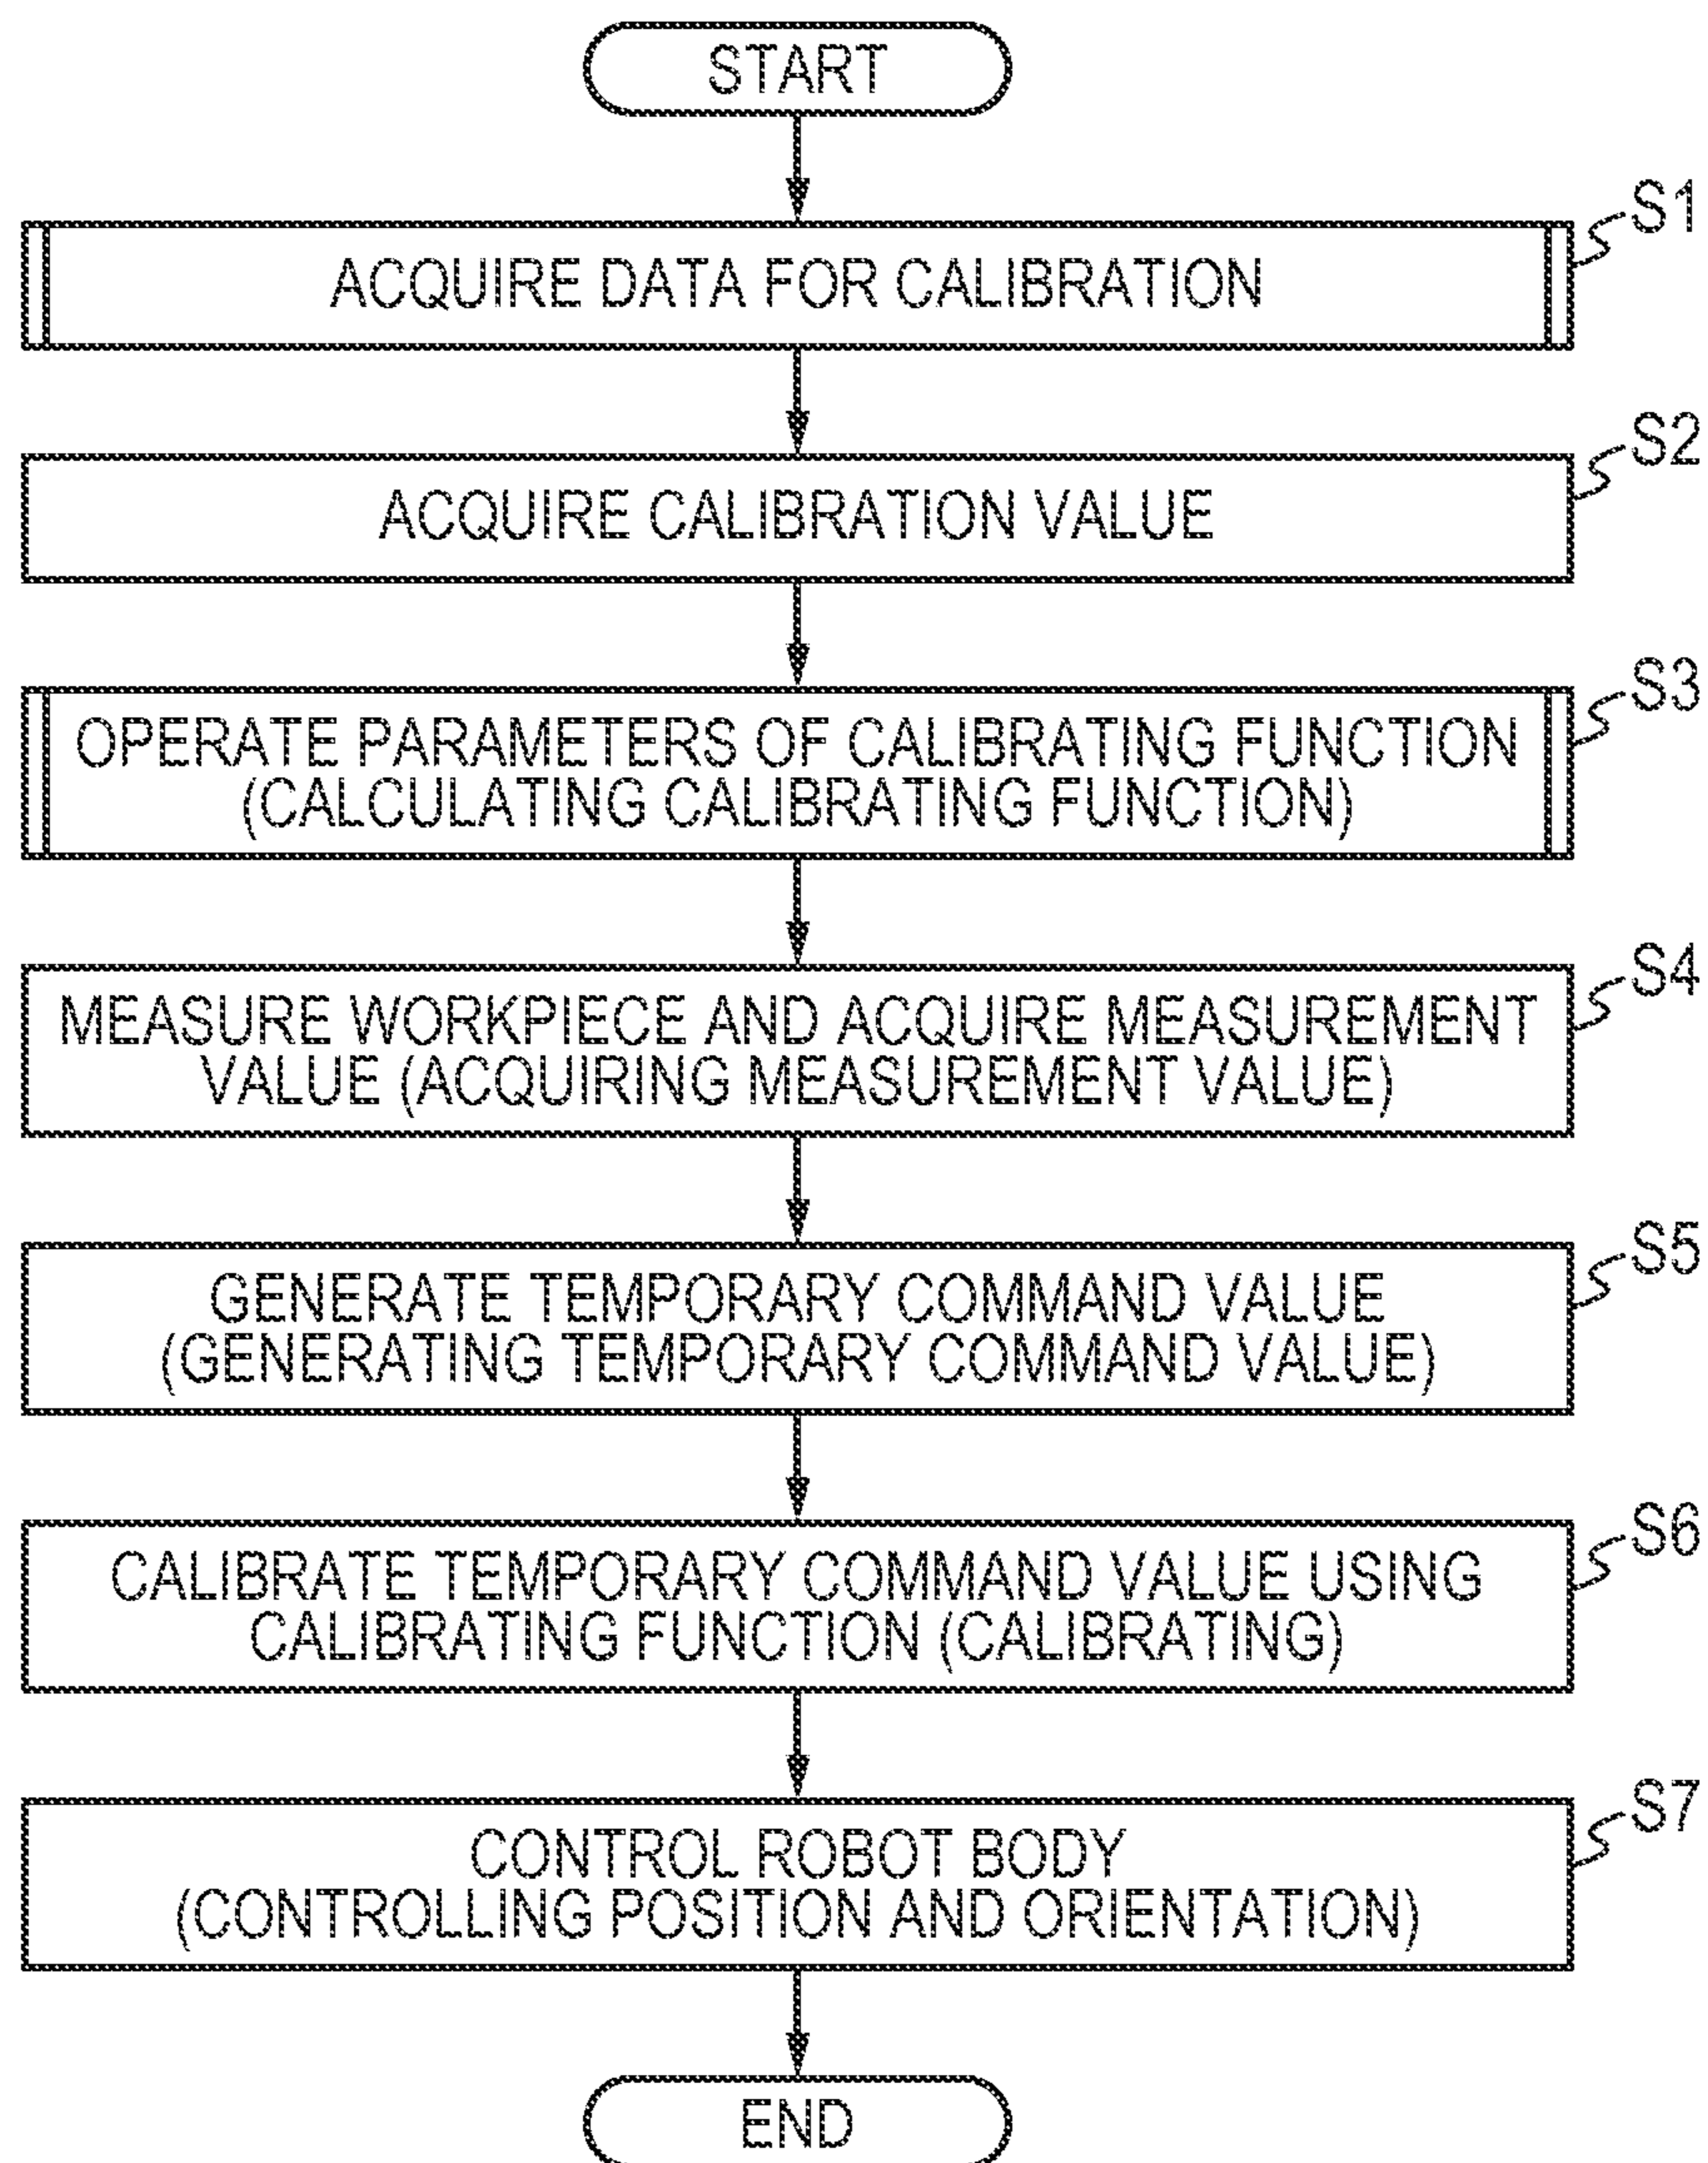 START
S1
ACQUIRE DATA FOR CALIBRATION
S2
ACQUIRE CALIBRATION VALUE
S3
OPERATE PARAMETERS OF CALIBRATING FUNCTION
(CALCULATING CALIBRATING FUNCTION)
S4
MEASURE WORKPIECE AND ACQUIRE MEASUREMENT
VALUE (ACQUIRING MEASUREMENT VALUE)
S5
GENERATE TEMPORARY COMMAND VALUE
(GENERATING TEMPORARY COMMAND VALUE)
S6
CALIBRATE TEMPORARY COMMAND VALUE USING
CALIBRATING FUNCTION (CALIBRATING)
S7
CONTROL ROBOT BODY
(CONTROLLING POSITION AND ORIENTATION)
END